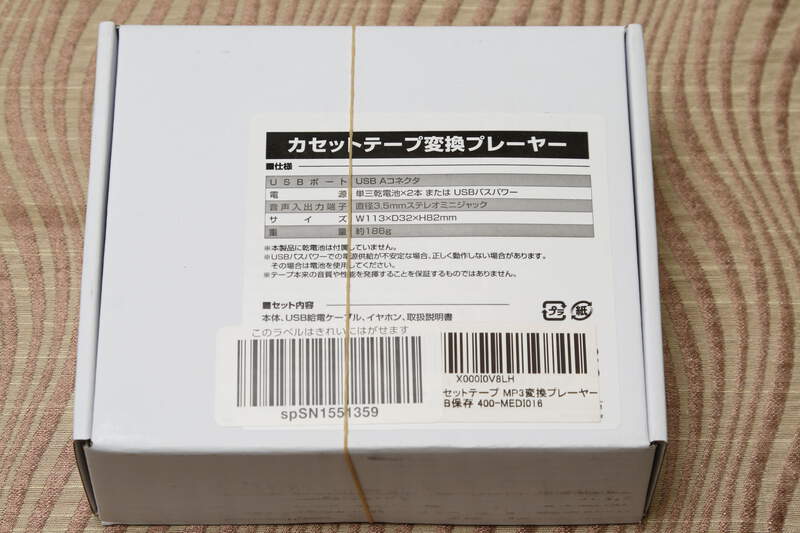 カセットテープ変換プレーヤー
■仕様
USBポート USB Aコネクタ
電源 単三乾電池×2本 または USBバスパワー
音声入出力端子 直径3.5mmステレオミニジャック
サイズ W113×D32×H82mm
重量 約186g
※本製品に乾電池は付属していません。
※USBバスパワーでの電源供給が不安定な場合、正しく動作しない場合があります。
その場合は電池を使用してください。
※テープ本来の音質や性能を発揮することを保証するものではありません。
■セット内容
本体、USB給電ケーブル、イヤホン、取扱説明書
プラ 紙
このラベルはきれいにはがせます
spSN1551359
X000I0V8LH
セットテープ MP3変換プレーヤー
B保存 400-MEDI016